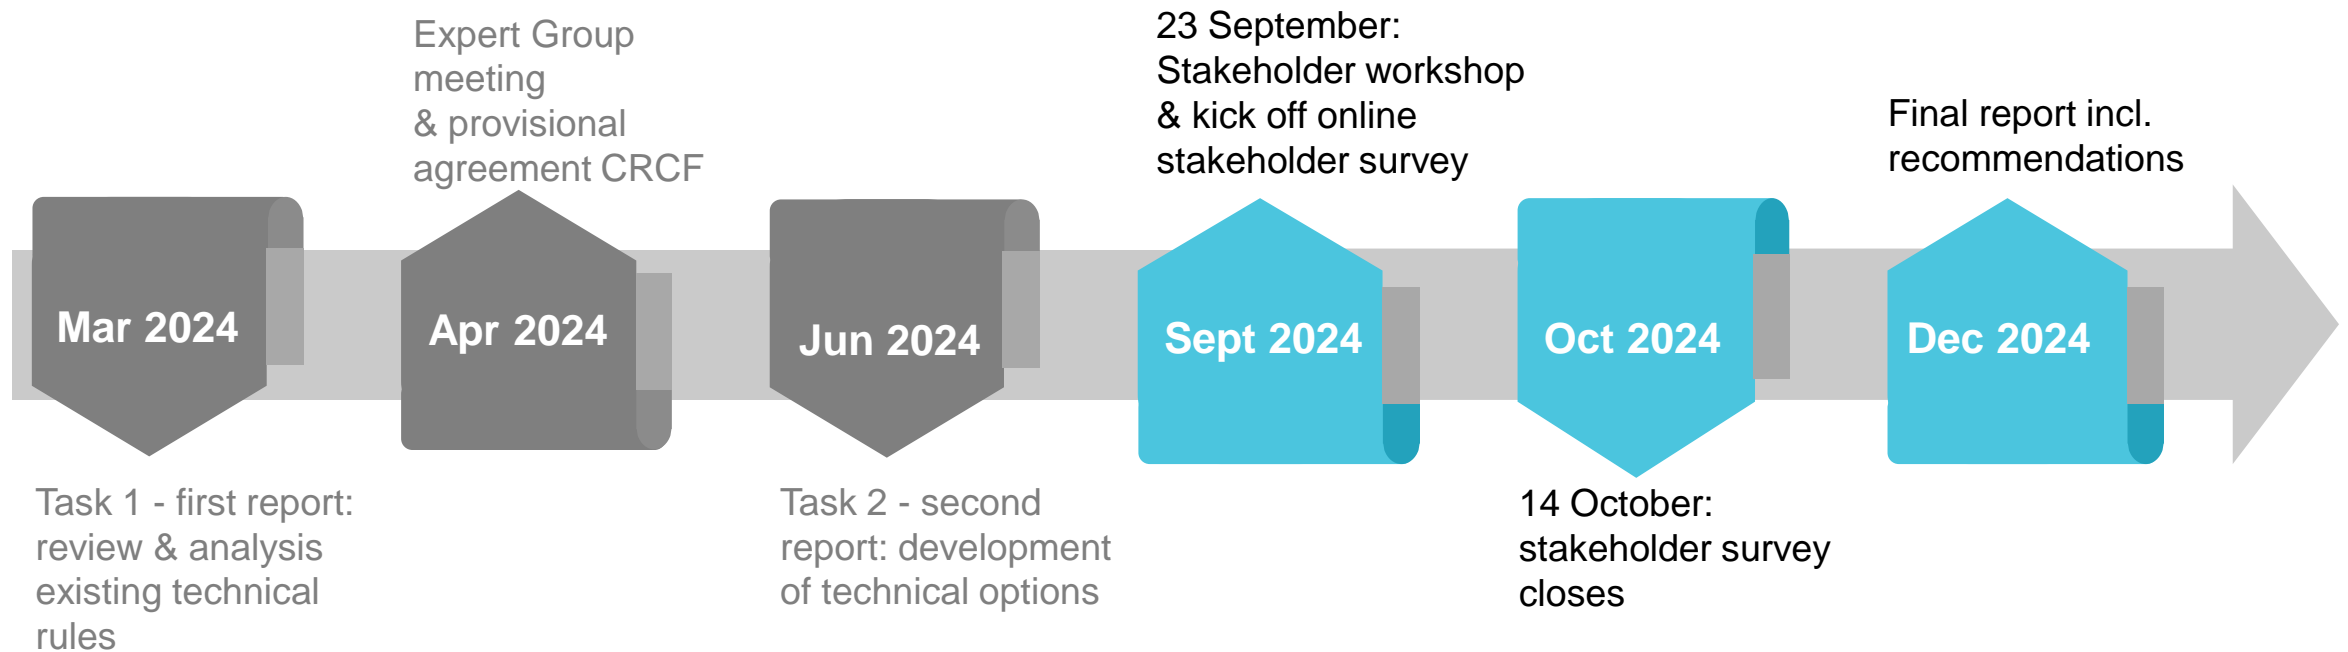 Mar 2024
Task 1 - first report:
review & analysis
existing technical
rules
Expert Group
meeting
& provisional
agreement CRCF
Apr 2024
Jun 2024
Task 2 - second
report: development
of technical options
23 September:
Stakeholder workshop
& kick off online
stakeholder survey
Sept 2024
Oct 2024
14 October:
stakeholder survey
closes
Final report incl.
recommendations
Dec 2024